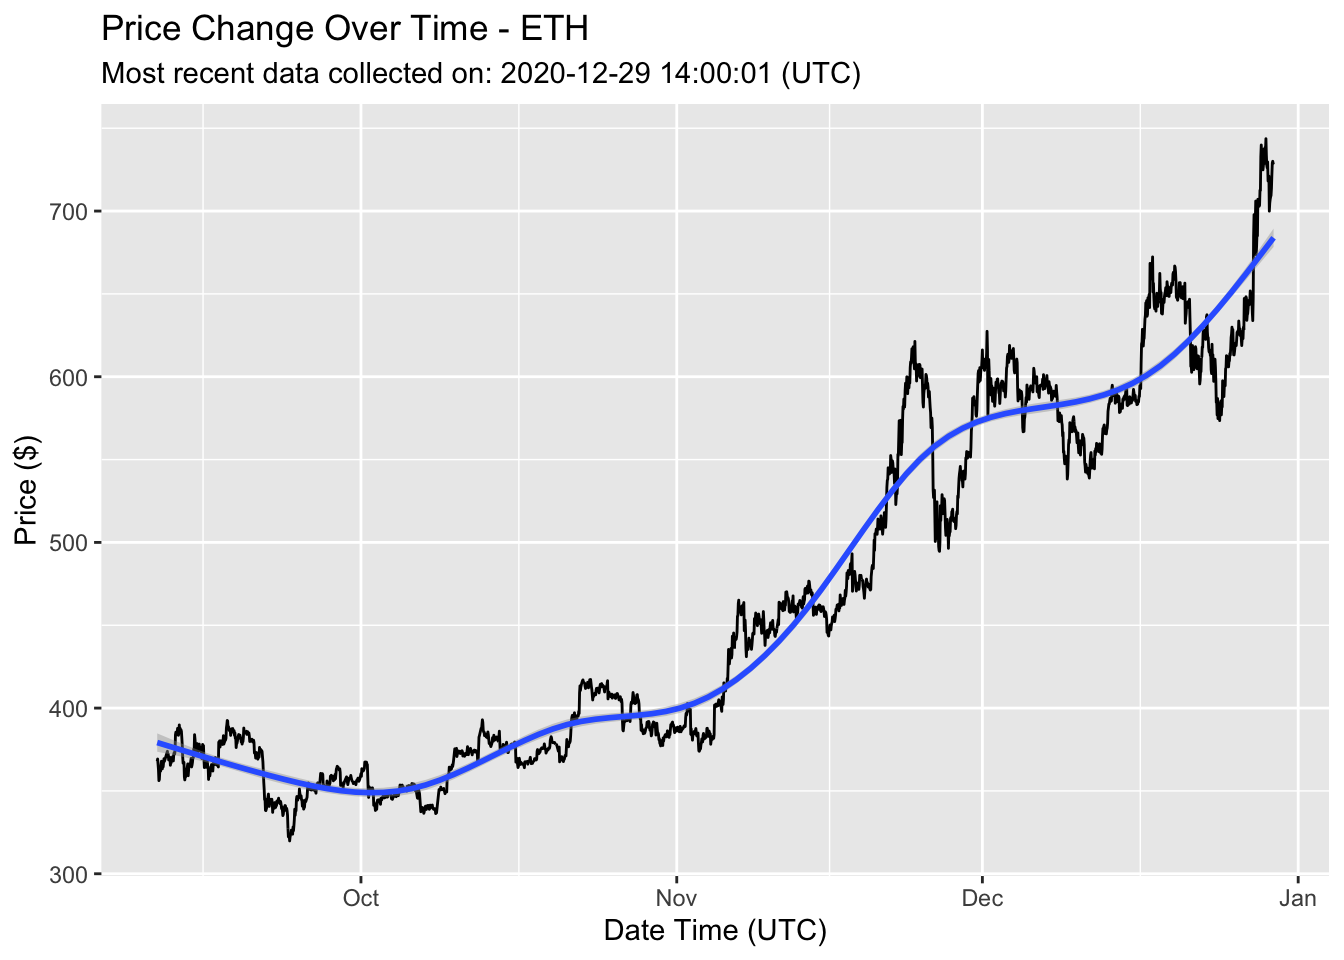 Price Change Over Time - ETH
Most recent data collected on: 2020-12-29 14:00:01 (UTC)
700
600
500
400
300
Price ($)
Oct
Nov
Dec
Jan
Date Time (UTC)